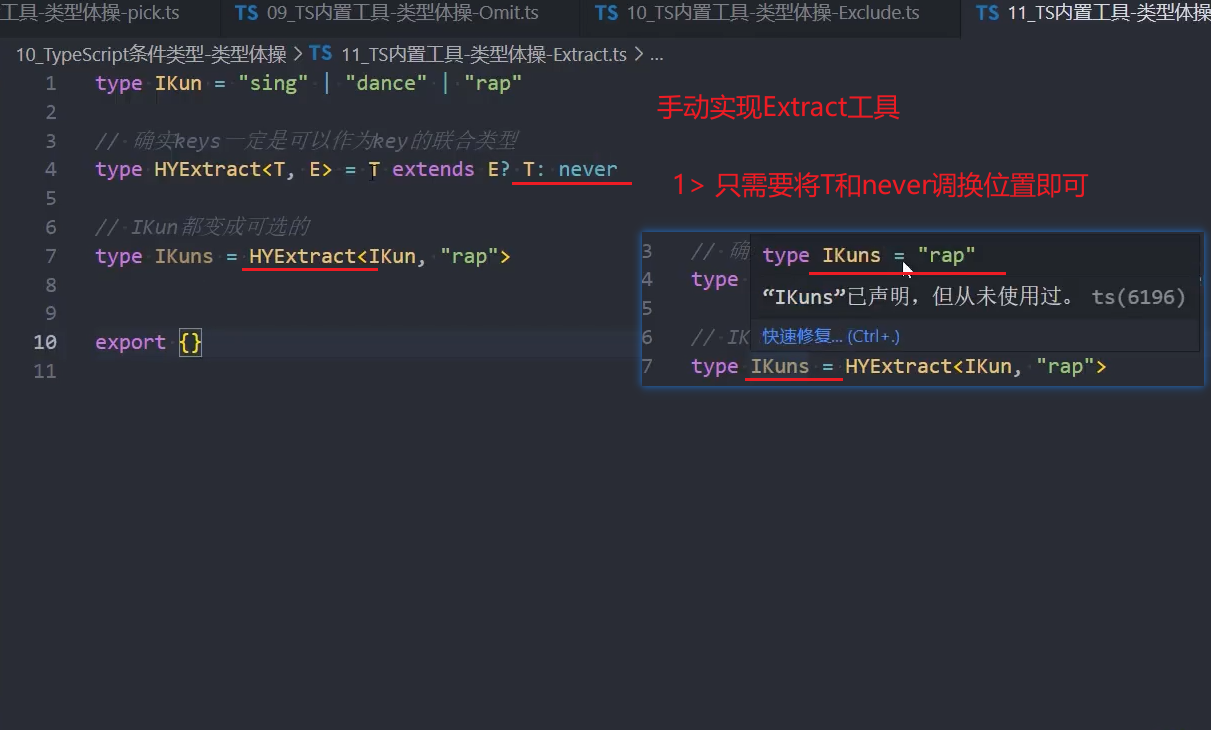 工具-类型体操-pick.ts TS 09_TS内置工具-类型体操-Omit.ts TS 10_TS内置工具-类型体操-Exclude.ts TS 11_TS内置工具-类型体操
10_TypeScript条件类型-类型体操 > TS 11_TS内置工具-类型体操-Extract.ts > ...
1 type IKun = "sing" | "dance" | "rap"
手动实现Extract工具
2
3 // 确实keys一定是可以作为key的联合类型
4 type HYExtract<T, E> = T extends E? T: never
1> 只需要将T和never调换位置即可
5
6 // IKun都变成可选的
7 type IKuns = HYExtract<IKun, "rap">
8
9
10 export {}
11
3 // 确
type IKuns = "rap"
4 type
“IKuns”已声明，但从未使用过。 ts(6196)
5
6 // IK
快速修复... (Ctrl+.)
7 type IKuns = HYExtract<IKun, "rap">